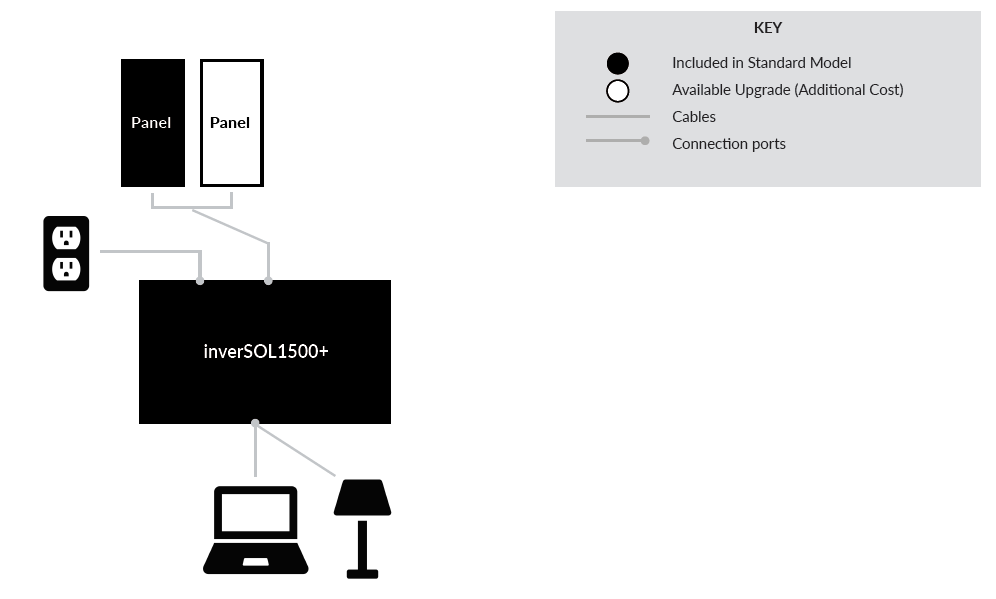 KEY
Included in Standard Model
Available Upgrade (Additional Cost)
Cables
Connection ports
Panel
Panel
inverSOL1500+